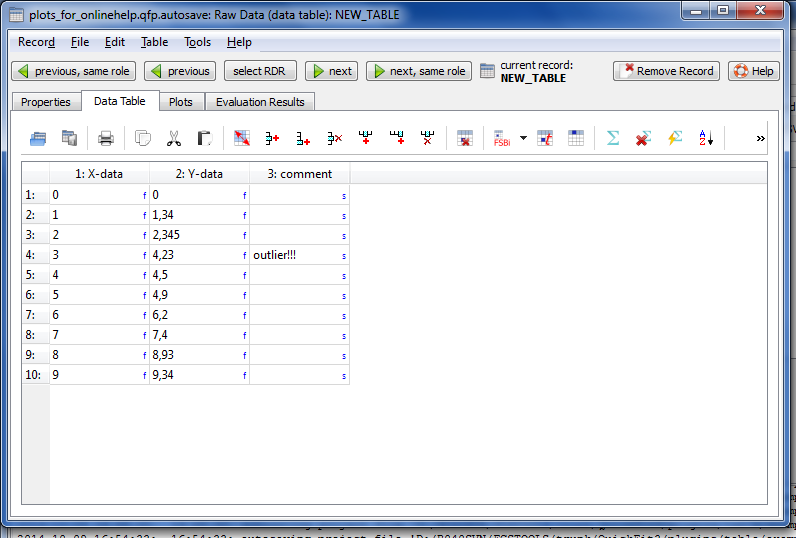 plots_for_onlinehelp.qfp.autosave: Raw Data (data table): NEW_TABLE
Record File Edit Table Tools Help
previous, same role previous select RDR next next, same role current record: NEW_TABLE Remove Record Help
Properties Data Table Plots Evaluation Results
FSBi Σ A Z »
1: X-data 2: Y-data 3: comment
1: 0 f 0 f s
2: 1 f 1,34 f s
3: 2 f 2,345 f s
4: 3 f 4,23 f outlier!!! s
5: 4 f 4,5 f s
6: 5 f 4,9 f s
7: 6 f 6,2 f s
8: 7 f 7,4 f s
9: 8 f 8,93 f s
10: 9 f 9,34 f s